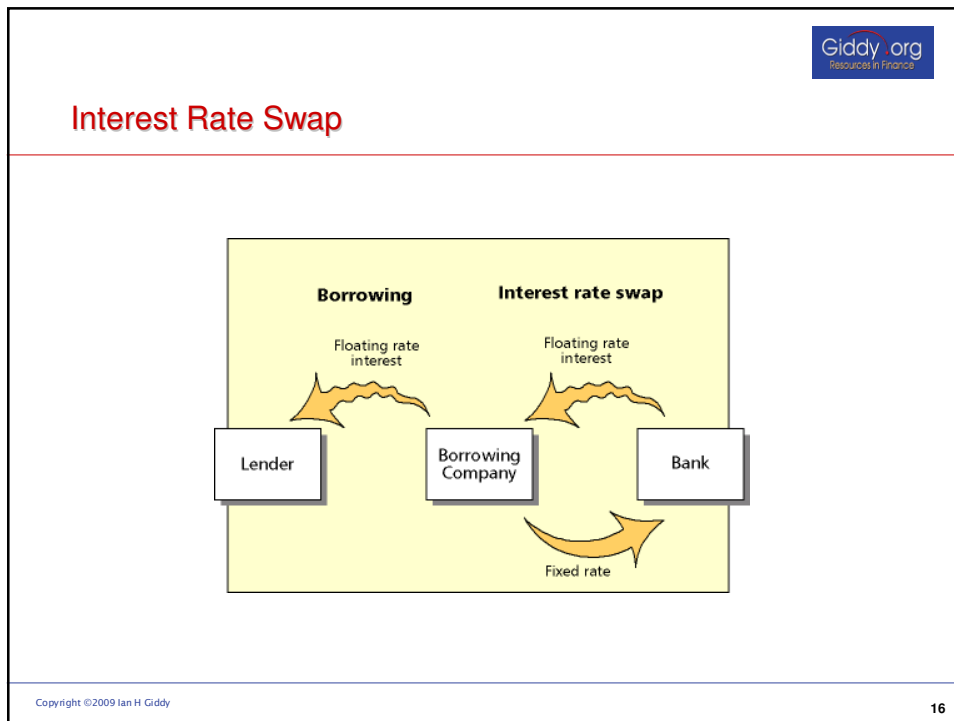 Giddy.org
Resources in Finance
Interest Rate Swap
Borrowing
Interest rate swap
Floating rate
interest
Floating rate
interest
Lender
Borrowing
Company
Bank
Fixed rate
Copyright ©2009 Ian H Giddy
16